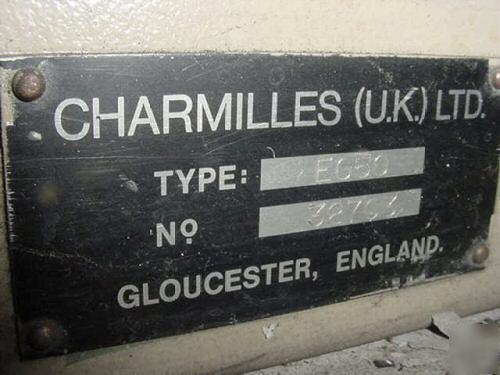 CHARMILLES (U.K.) LTD.
TYPE:
Nº
GLOUCESTER, ENGLAND.